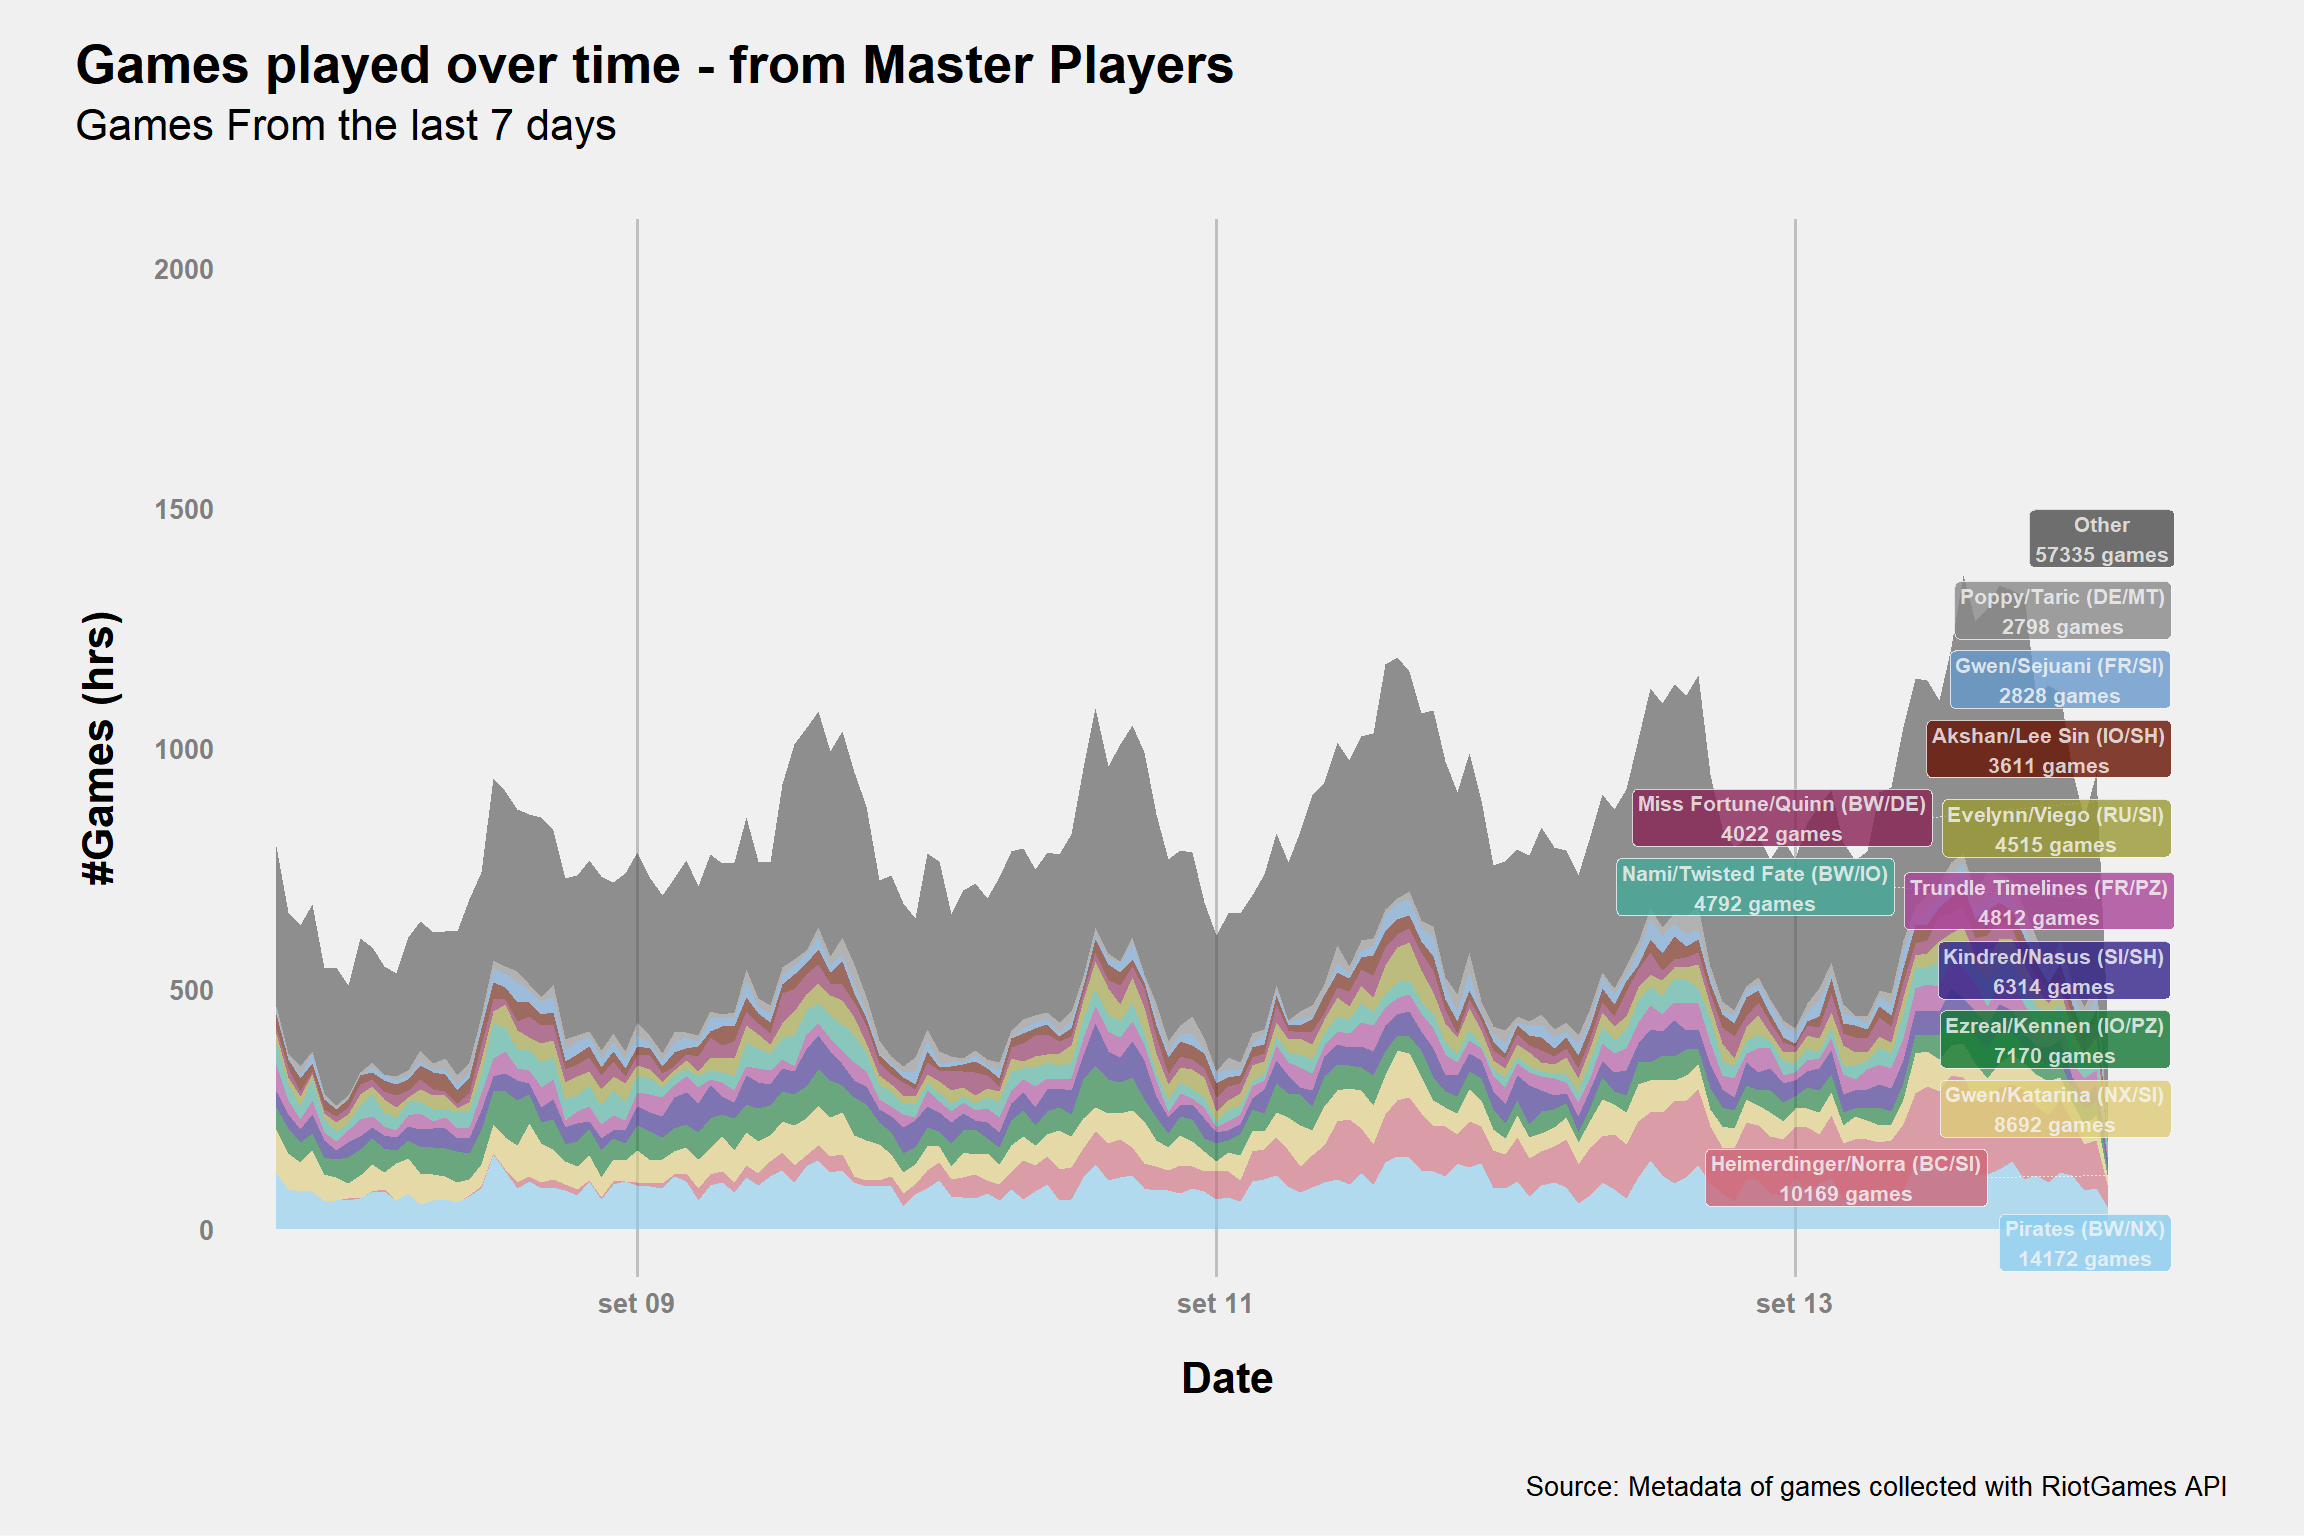 Games played over time - from Master Players
Games From the last 7 days
#Games (hrs)
2000
1500
1000
500
0
Other
57335 games
Poppy/Taric (DE/MT)
2798 games
Gwen/Sejuani (FR/SI)
2828 games
Akshan/Lee Sin (IO/SH)
3611 games
Miss Fortune/Quinn (BW/DE)
4022 games
Evelynn/Viego (RU/SI)
4515 games
Nami/Twisted Fate (BW/IO)
4792 games
Trundle Timelines (FR/PZ)
4812 games
Kindred/Nasus (SI/SH)
6314 games
Ezreal/Kennen (IO/PZ)
7170 games
Gwen/Katarina (NX/SI)
8692 games
Heimerdinger/Norra (BC/SI)
10169 games
Pirates (BW/NX)
14172 games
set 09
set 11
set 13
Date
Source: Metadata of games collected with RiotGames API